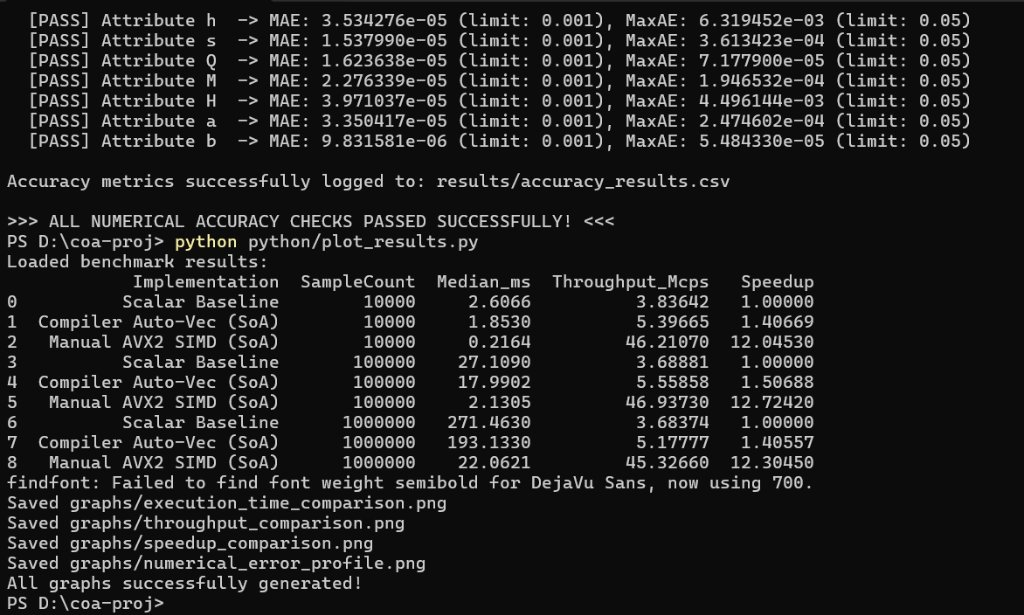 [PASS] Attribute h  -> MAE: 3.534276e-05 (limit: 0.001), MaxAE: 6.319452e-03 (limit: 0.05)
[PASS] Attribute s  -> MAE: 1.537990e-05 (limit: 0.001), MaxAE: 3.613423e-04 (limit: 0.05)
[PASS] Attribute Q  -> MAE: 1.623638e-05 (limit: 0.001), MaxAE: 7.177900e-05 (limit: 0.05)
[PASS] Attribute M  -> MAE: 2.276339e-05 (limit: 0.001), MaxAE: 1.946532e-04 (limit: 0.05)
[PASS] Attribute H  -> MAE: 3.971037e-05 (limit: 0.001), MaxAE: 4.496144e-03 (limit: 0.05)
[PASS] Attribute a  -> MAE: 3.350417e-05 (limit: 0.001), MaxAE: 2.474602e-04 (limit: 0.05)
[PASS] Attribute b  -> MAE: 9.831581e-06 (limit: 0.001), MaxAE: 5.484330e-05 (limit: 0.05)
Accuracy metrics successfully logged to: results/accuracy_results.csv
>>> ALL NUMERICAL ACCURACY CHECKS PASSED SUCCESSFULLY! <<<
PS D:\coa-proj> python python/plot_results.py
Loaded benchmark results:
            Implementation  SampleCount  Median_ms  Throughput_Mcps   Speedup
0          Scalar Baseline        10000     2.6066          3.83642   1.00000
1  Compiler Auto-Vec (SoA)        10000     1.8530          5.39665   1.40669
2   Manual AVX2 SIMD (SoA)        10000     0.2164         46.21070  12.04530
3          Scalar Baseline       100000    27.1090          3.68881   1.00000
4  Compiler Auto-Vec (SoA)       100000    17.9902          5.55858   1.50688
5   Manual AVX2 SIMD (SoA)       100000     2.1305         46.93730  12.72420
6          Scalar Baseline      1000000   271.4630          3.68374   1.00000
7  Compiler Auto-Vec (SoA)      1000000   193.1330          5.17777   1.40557
8   Manual AVX2 SIMD (SoA)      1000000    22.0621         45.32660  12.30450
findfont: Failed to find font weight semibold for DejaVu Sans, now using 700.
Saved graphs/execution_time_comparison.png
Saved graphs/throughput_comparison.png
Saved graphs/speedup_comparison.png
Saved graphs/numerical_error_profile.png
All graphs successfully generated!
PS D:\coa-proj>